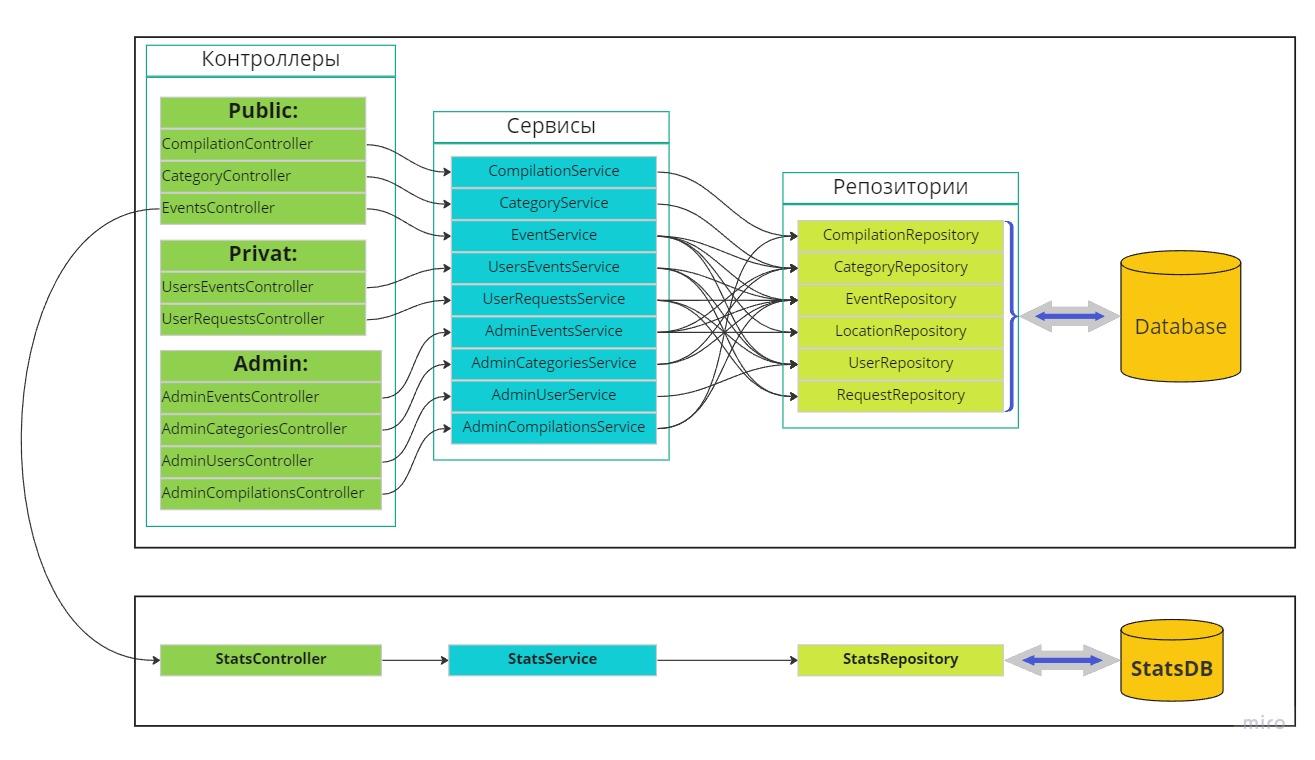 Контроллеры
Public:
CompilationController
CategoryController
EventsController
Privat:
UsersEventsController
UserRequestsController
Admin:
AdminEventsController
AdminCategoriesController
AdminUsersController
AdminCompilationsController
Сервисы
CompilationService
CategoryService
EventService
UsersEventsService
UserRequestsService
AdminEventsService
AdminCategoriesService
AdminUserService
AdminCompilationsService
Репозитории
CompilationRepository
CategoryRepository
EventRepository
LocationRepository
UserRepository
RequestRepository
Database
StatsController
StatsService
StatsRepository
StatsDB
miro